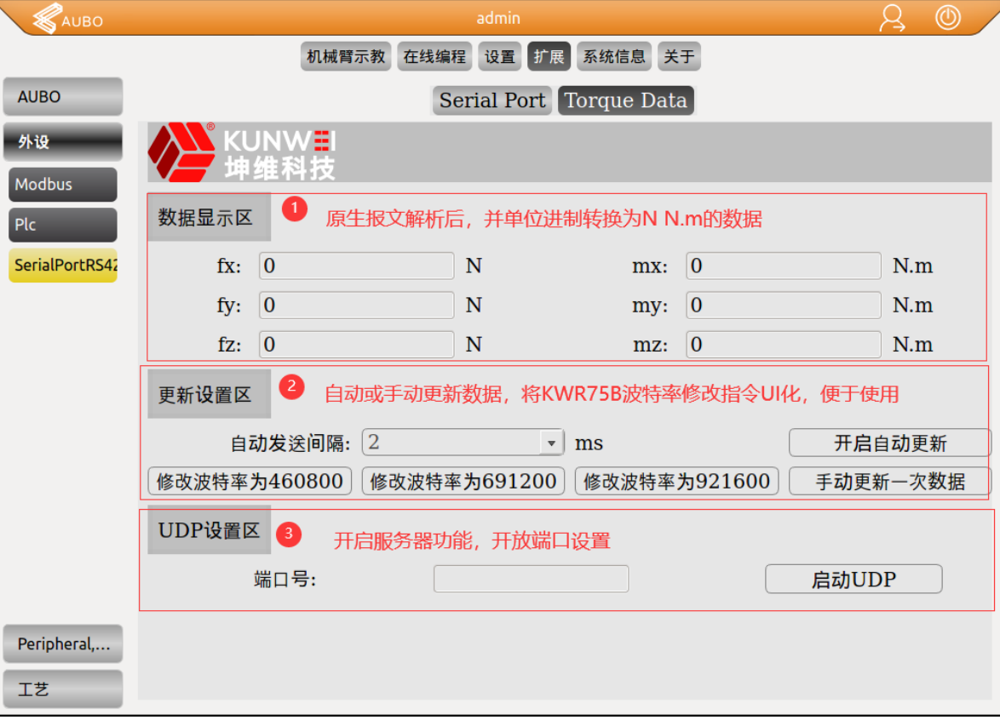 AUBO
admin
机械臂示教 在线编程 设置 扩展 系统信息 关于
AUBO
Serial Port Torque Data
外设
KUNWEI
®
坤维科技
Modbus
Plc
SerialPortRS42
数据显示区
1 原生报文解析后，并单位进制转换为N N.m的数据
fx: 0 N mx: 0 N.m
fy: 0 N my: 0 N.m
fz: 0 N mz: 0 N.m
更新设置区
2 自动或手动更新数据，将KWR75B波特率修改指令UI化，便于使用
自动发送间隔: 2 ms 开启自动更新
修改波特率为460800 修改波特率为691200 修改波特率为921600 手动更新一次数据
UDP设置区
3 开启服务器功能，开放端口设置
端口号: 启动UDP
Peripheral,...
工艺